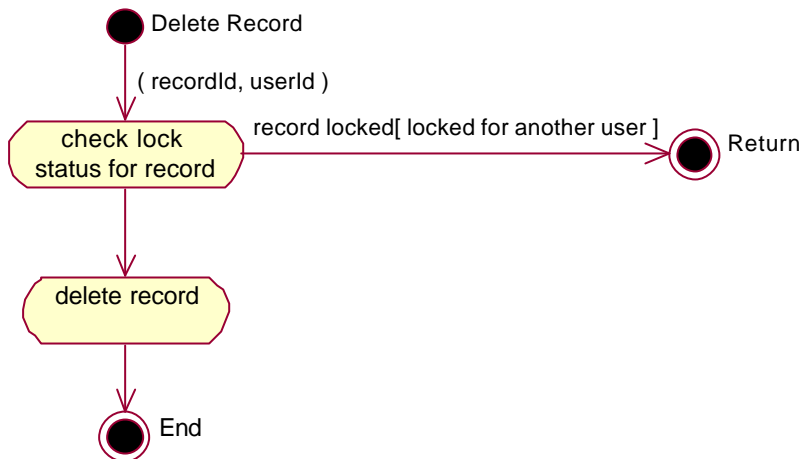 Delete Record
( recordId, userId )
check lock
status for record
record locked[ locked for another user ]
Return
delete record
End